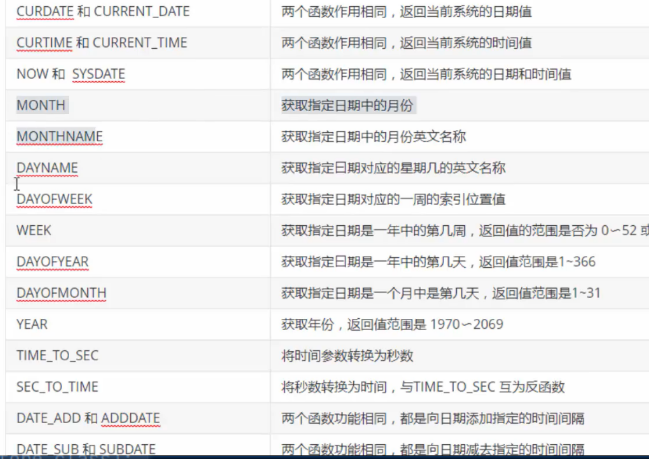 CURDATE 和 CURRENT_DATE 两个函数作用相同，返回当前系统的日期值
CURTIME 和 CURRENT_TIME 两个函数作用相同，返回当前系统的时间值
NOW 和 SYSDATE 两个函数作用相同，返回当前系统的日期和时间值
MONTH 获取指定日期中的月份
MONTHNAME 获取指定日期中的月份英文名称
DAYNAME 获取指定日期对应的星期几的英文名称
DAYOFWEEK 获取指定日期对应的一周的索引位置值
WEEK 获取指定日期是一年中的第几周，返回值的范围是否为 0〜52 或
DAYOFYEAR 获取指定日期是一年中的第几天，返回值范围是1~366
DAYOFMONTH 获取指定日期是一个月中是第几天，返回值范围是1~31
YEAR 获取年份，返回值范围是 1970〜2069
TIME_TO_SEC 将时间参数转换为秒数
SEC_TO_TIME 将秒数转换为时间，与TIME_TO_SEC 互为反函数
DATE_ADD 和 ADDDATE 两个函数功能相同，都是向日期添加指定的时间间隔
DATE_SUB 和 SUBDATE 两个函数功能相同，都是向日期减去指定的时间间隔